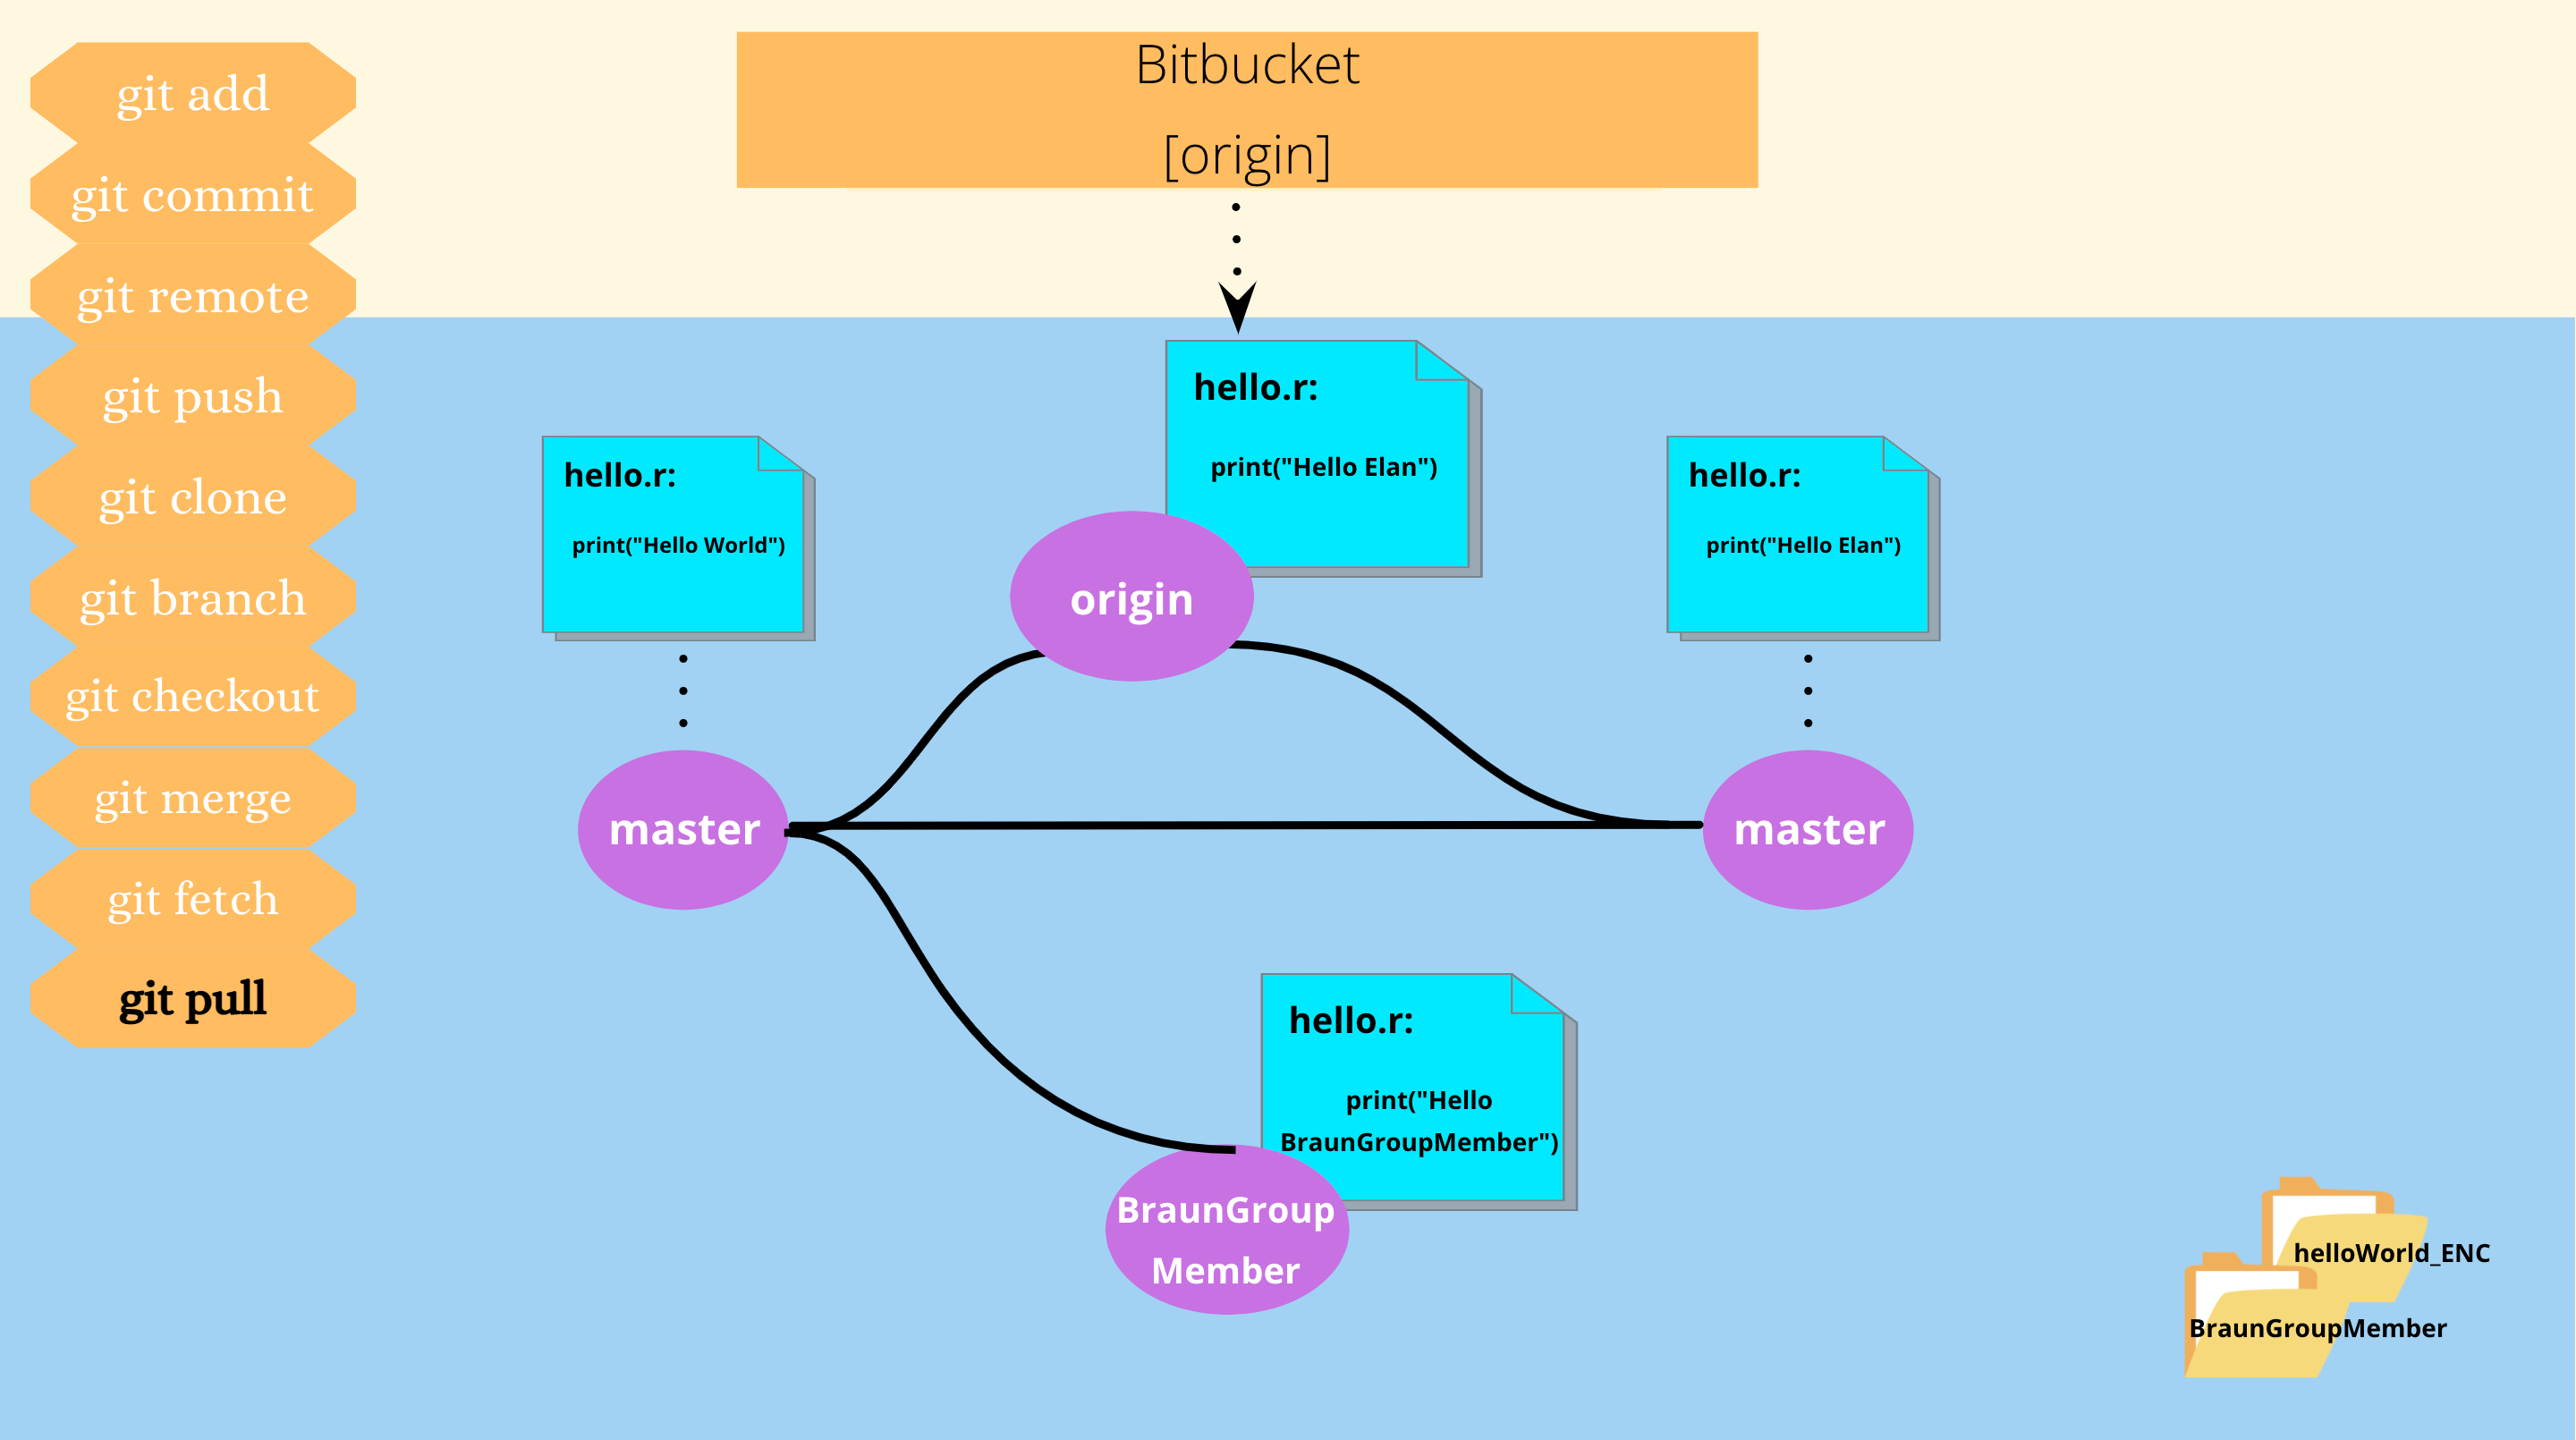 git add
git commit
git remote
git push
git clone
git branch
git checkout
git merge
git fetch
git pull
Bitbucket
[origin]
hello.r:
print("Hello World")
hello.r:
print("Hello Elan")
hello.r:
print("Hello Elan")
origin
master
master
hello.r:
print("Hello
BraunGroupMember")
BraunGroup
Member
helloWorld_ENC
BraunGroupMember